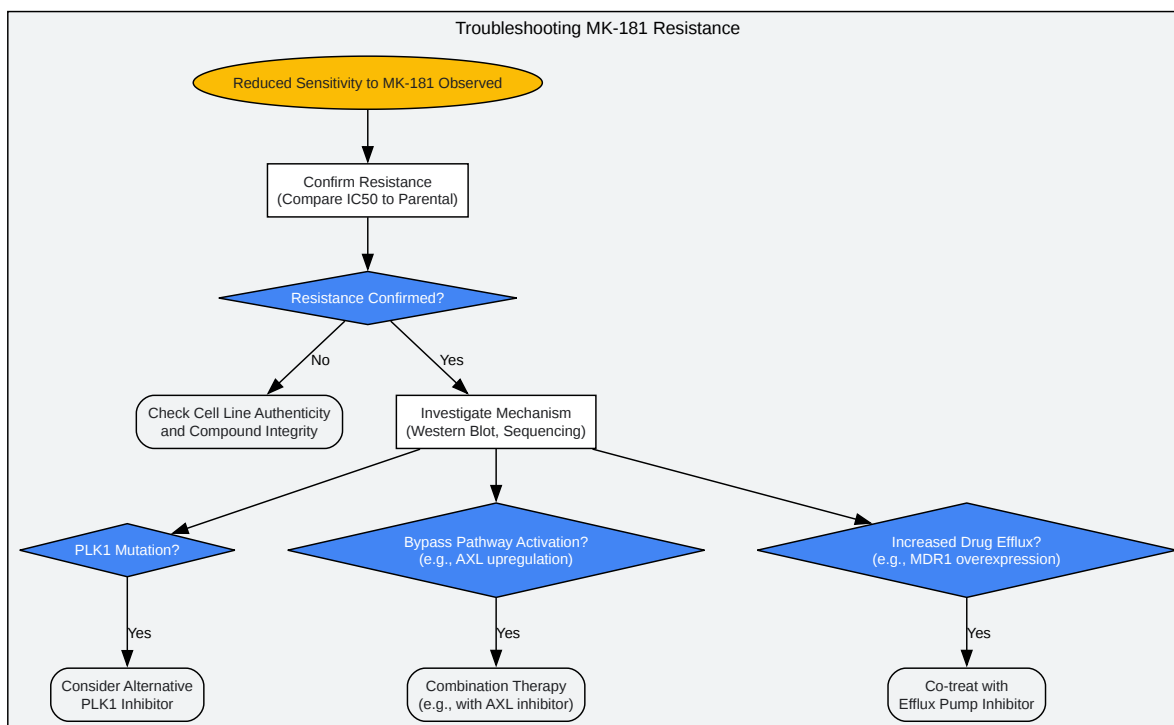 Troubleshooting MK-181 Resistance
Reduced Sensitivity to MK-181 Observed
Confirm Resistance
(Compare IC50 to Parental)
Resistance Confirmed?
No
Yes
Check Cell Line Authenticity
and Compound Integrity
Investigate Mechanism
(Western Blot, Sequencing)
PLK1 Mutation?
Bypass Pathway Activation?
(e.g., AXL upregulation)
Increased Drug Efflux?
(e.g., MDR1 overexpression)
Yes
Yes
Yes
Consider Alternative
PLK1 Inhibitor
Combination Therapy
(e.g., with AXL inhibitor)
Co-treat with
Efflux Pump Inhibitor